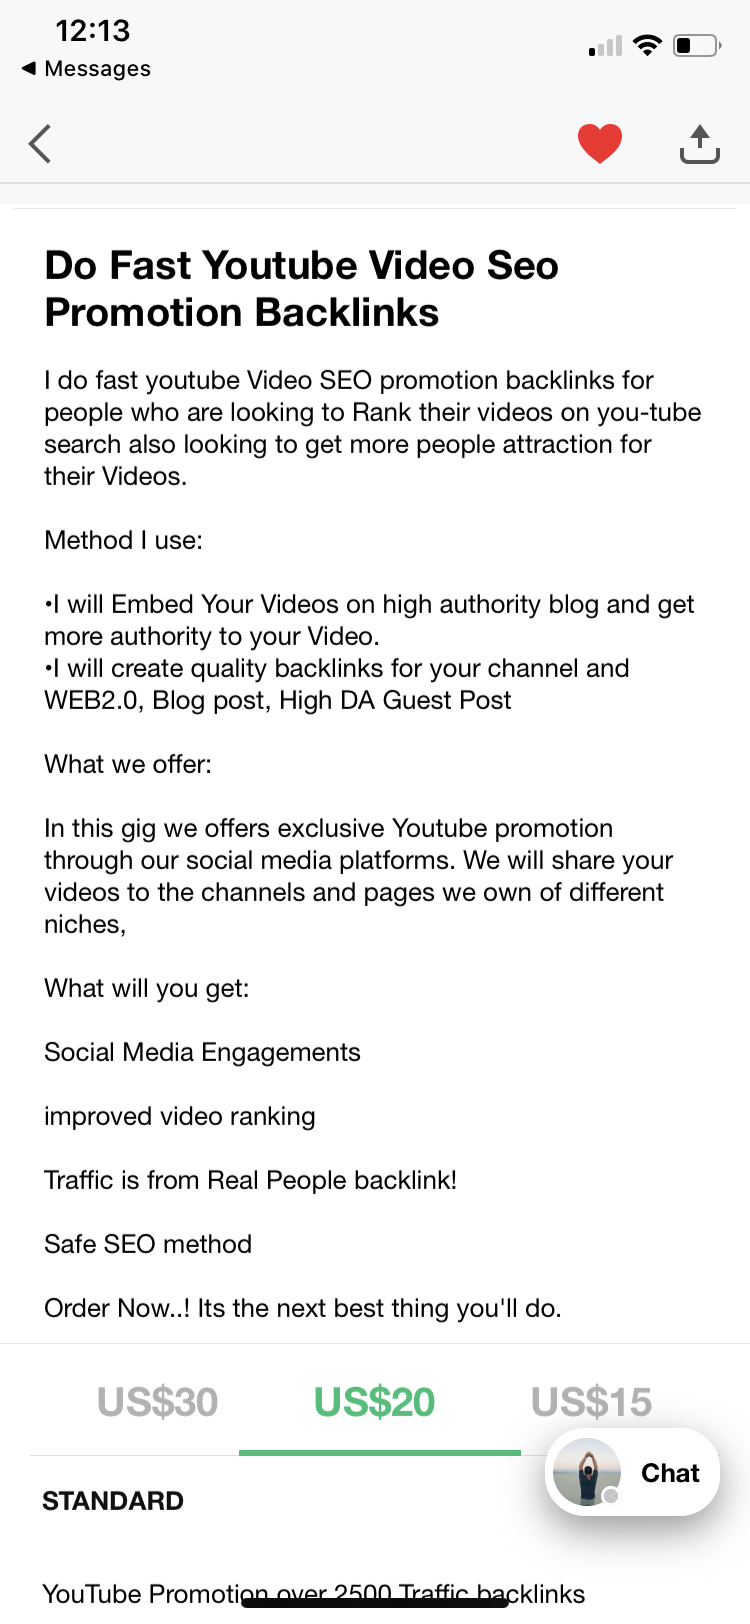 12:13
◀ Messages
Do Fast Youtube Video Seo
Promotion Backlinks
I do fast youtube Video SEO promotion backlinks for
people who are looking to Rank their videos on you-tube
search also looking to get more people attraction for
their Videos.
Method I use:
•I will Embed Your Videos on high authority blog and get
more authority to your Video.
•I will create quality backlinks for your channel and
WEB2.0, Blog post, High DA Guest Post
What we offer:
In this gig we offers exclusive Youtube promotion
through our social media platforms. We will share your
videos to the channels and pages we own of different
niches,
What will you get:
Social Media Engagements
improved video ranking
Traffic is from Real People backlink!
Safe SEO method
Order Now..! Its the next best thing you'll do.
US$30 US$20 US$15
Chat
STANDARD
YouTube Promotion over 2500 Traffic backlinks